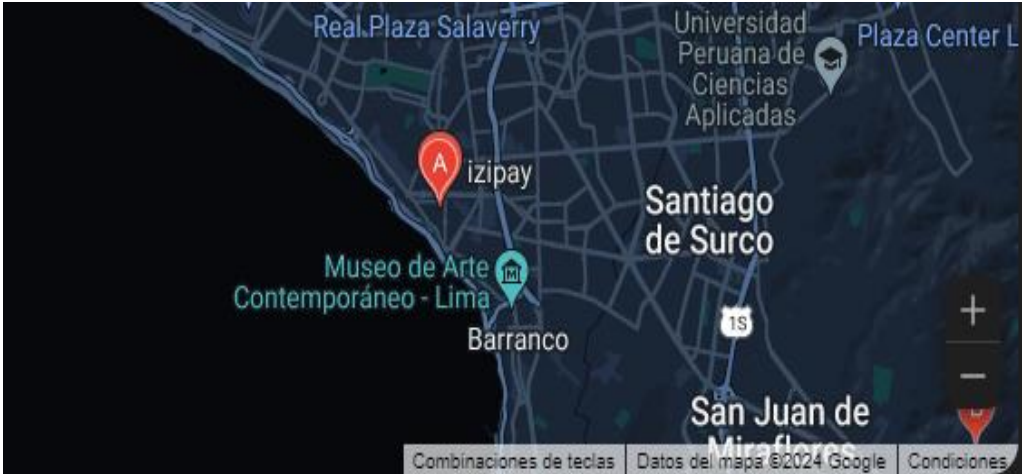 Real Plaza Salaverry
Universidad
Peruana de
Ciencias
Aplicadas
Plaza Center L
A
izipay
Santiago
de Surco
Museo de Arte
Contemporáneo - Lima
M
1S
Barranco
+
−
San Juan de
Miraflores
Combinaciones de teclas
Datos del mapa ©2024 Google
Condiciones